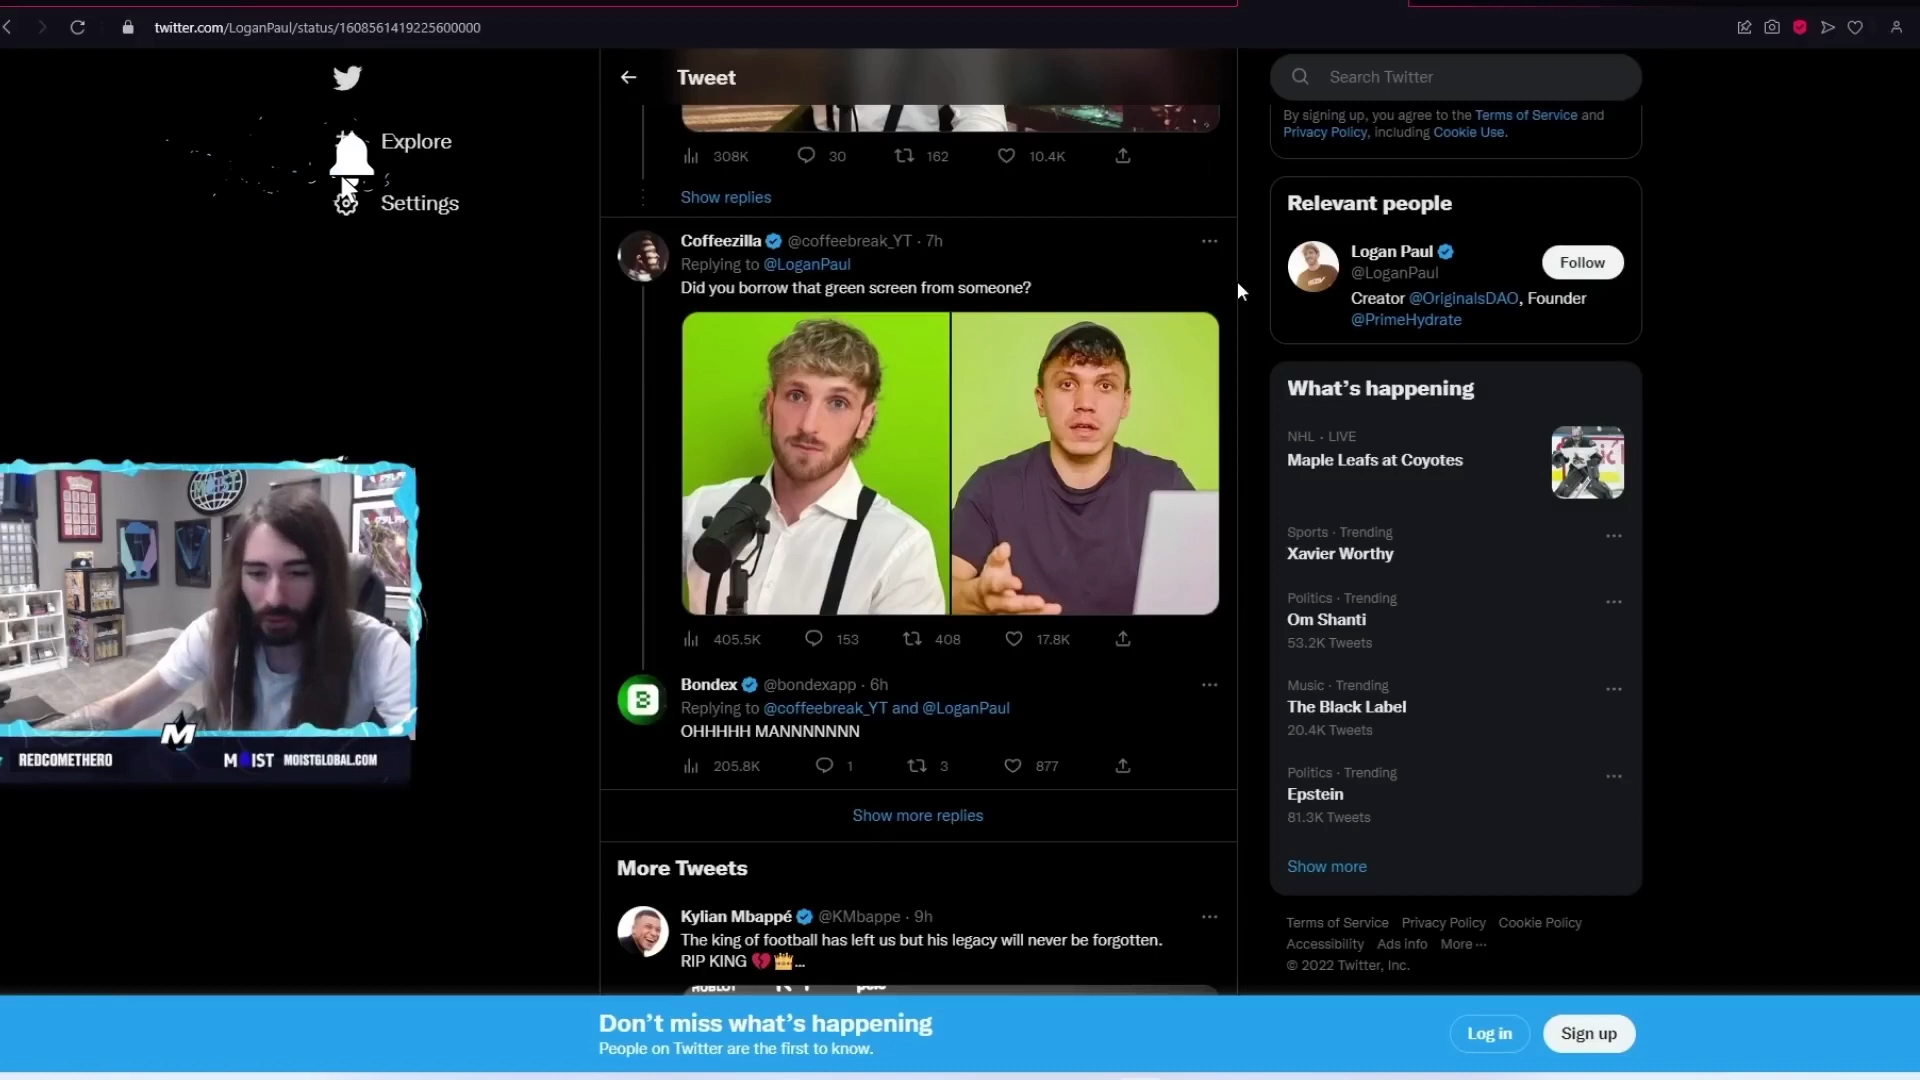 twitter.com/LoganPaul/status/1608561419225600000
Explore
Settings
Tweet
308K 30 162 10.4K
Show replies
Coffeezilla @coffeebreak_YT · 7h
Replying to @LoganPaul
Did you borrow that green screen from someone?
405.5K 153 408 17.8K
Bondex @bondexapp · 6h
Replying to @coffeebreak_YT and @LoganPaul
OHHHHH MANNNNNNN
205.8K 1 3 877
Show more replies
More Tweets
Kylian Mbappé @KMbappe · 9h
The king of football has left us but his legacy will never be forgotten.
RIP KING 💔👑...
HUBLOT
Search Twitter
By signing up, you agree to the Terms of Service and
Privacy Policy, including Cookie Use.
Relevant people
Logan Paul
@LoganPaul
Follow
Creator @OriginalsDAO, Founder
@PrimeHydrate
What's happening
NHL · LIVE
Maple Leafs at Coyotes
Sports · Trending
Xavier Worthy
Politics · Trending
Om Shanti
53.2K Tweets
Music · Trending
The Black Label
20.4K Tweets
Politics · Trending
Epstein
81.3K Tweets
Show more
Terms of Service Privacy Policy Cookie Policy
Accessibility Ads info More ···
© 2022 Twitter, Inc.
MOIST
REDCOMETHERO
MOIST MOISTGLOBAL.COM
Don't miss what's happening
People on Twitter are the first to know.
Log in
Sign up